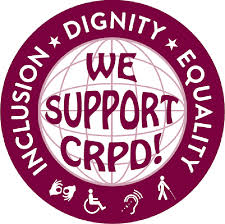 INCLUSION ★ DIGNITY ★ EQUALITY
WE
SUPPORT
CRPD!